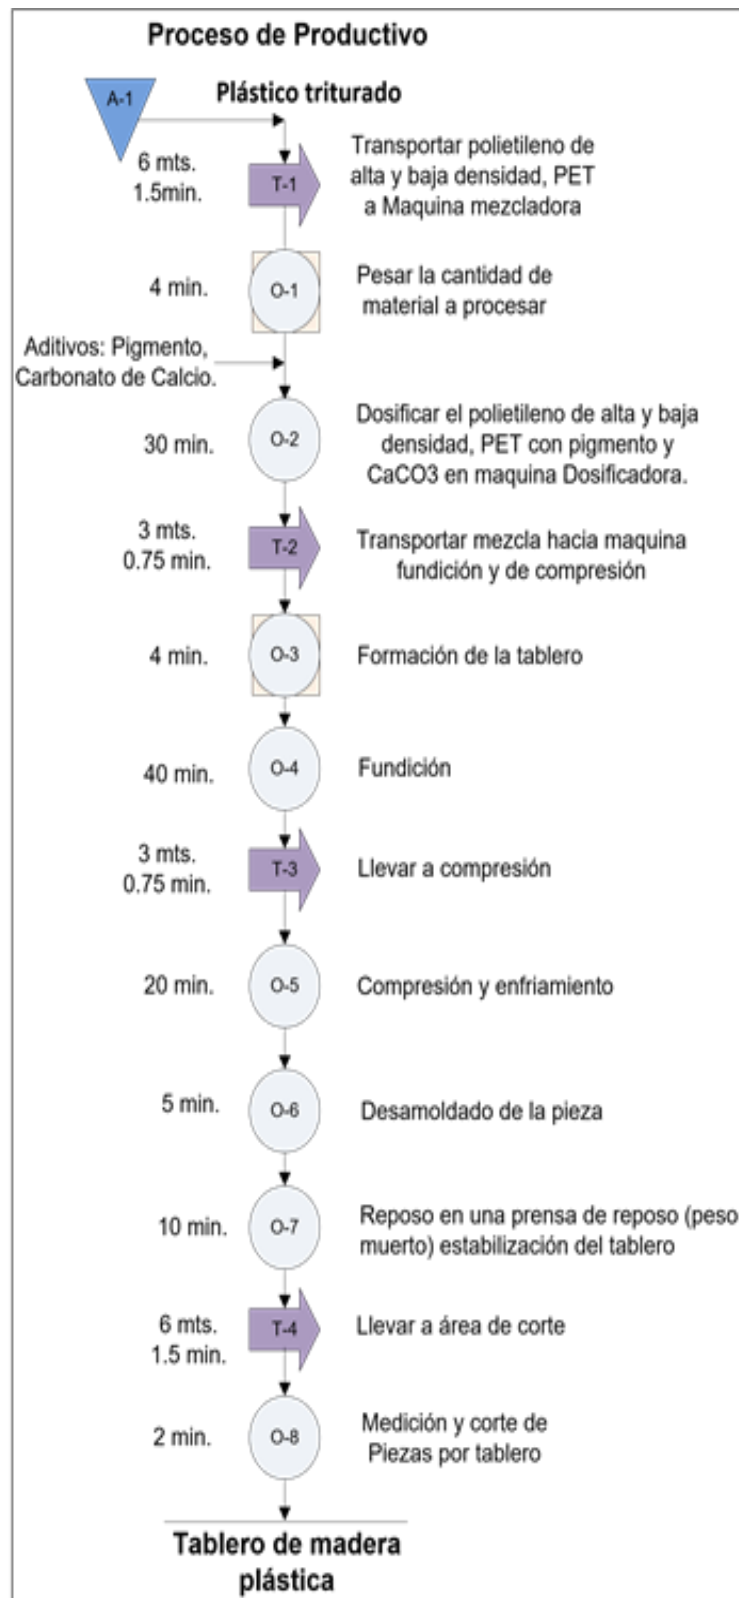 Proceso de Productivo
A-1
Plástico triturado
6 mts.
1.5min.
T-1
Transportar polietileno de
alta y baja densidad, PET
a Maquina mezcladora
4 min.
O-1
Pesar la cantidad de
material a procesar
Aditivos: Pigmento,
Carbonato de Calcio.
30 min.
O-2
Dosificar el polietileno de alta y baja
densidad, PET con pigmento y
CaCO3 en maquina Dosificadora.
3 mts.
0.75 min.
T-2
Transportar mezcla hacia maquina
fundición y de compresión
4 min.
O-3
Formación de la tablero
40 min.
O-4
Fundición
3 mts.
0.75 min.
T-3
Llevar a compresión
20 min.
O-5
Compresión y enfriamiento
5 min.
O-6
Desamoldado de la pieza
10 min.
O-7
Reposo en una prensa de reposo (peso
muerto) estabilización del tablero
6 mts.
1.5 min.
T-4
Llevar a área de corte
2 min.
O-8
Medición y corte de
Piezas por tablero
Tablero de madera
plástica